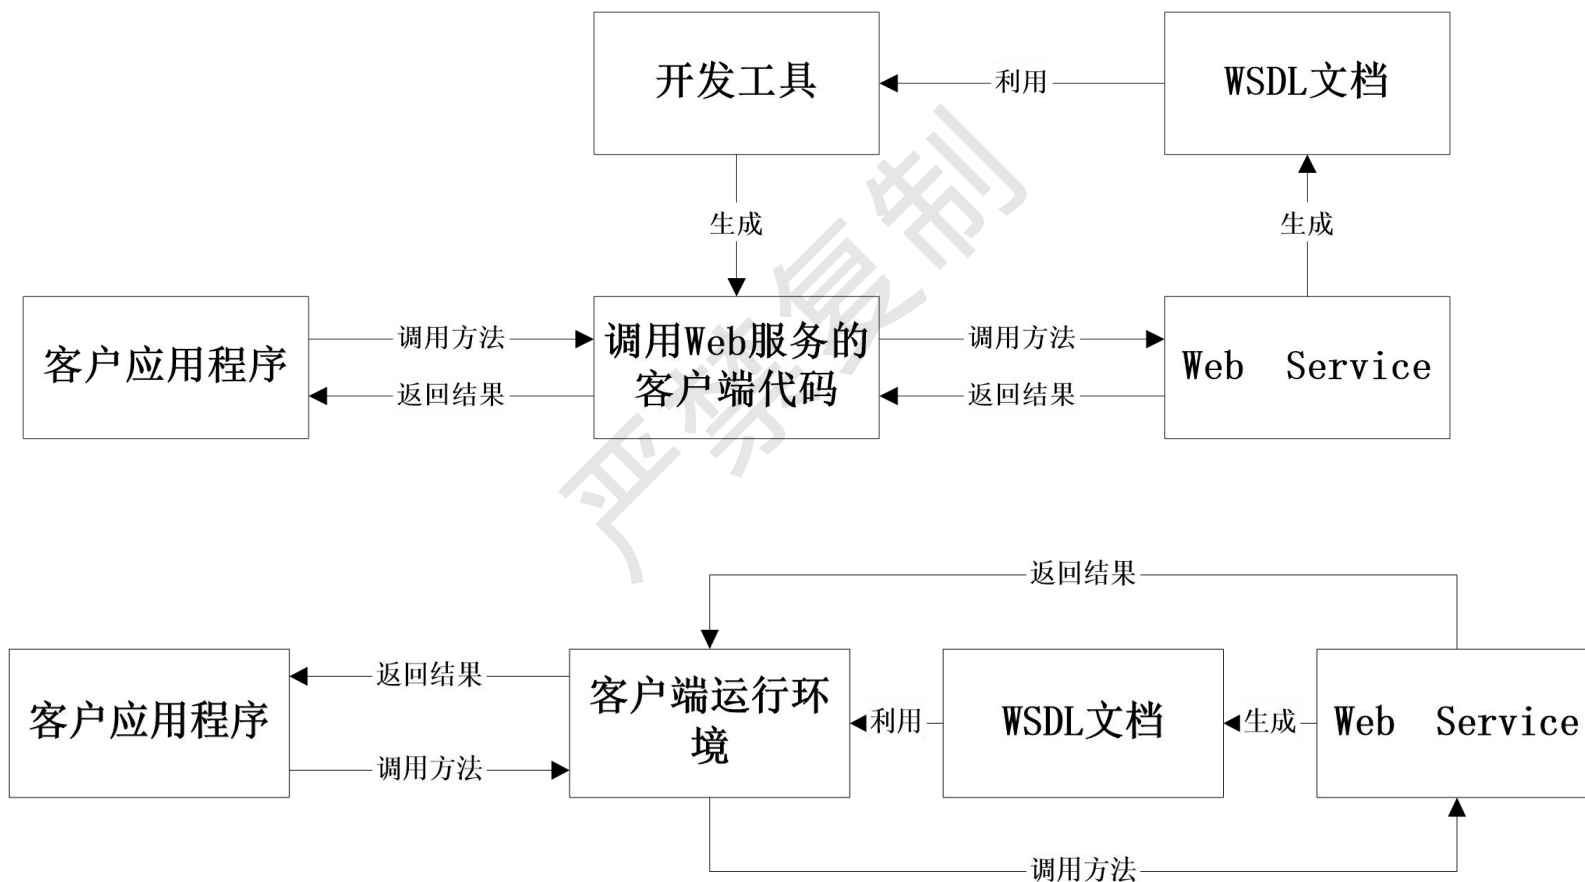 开发工具
利用
WSDL文档
生成
生成
客户应用程序
调用方法
返回结果
调用Web服务的
客户端代码
调用方法
返回结果
Web Service
严禁复制
返回结果
客户应用程序
返回结果
调用方法
客户端运行环
境
利用
WSDL文档
生成
Web Service
调用方法